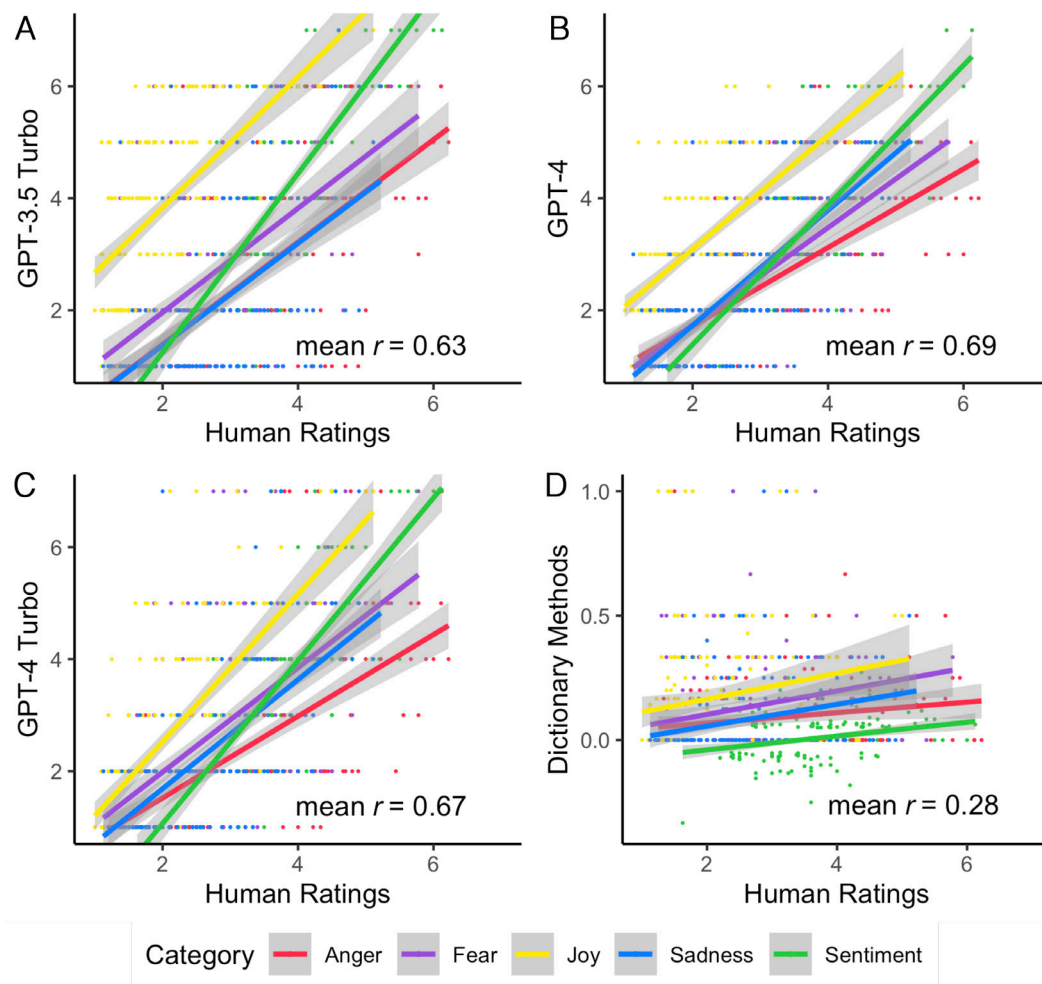 A
GPT-3.5 Turbo
6
4
2
mean r = 0.63
2 4 6
Human Ratings
B
GPT-4
6
4
2
mean r = 0.69
2 4 6
Human Ratings
C
GPT-4 Turbo
6
4
2
mean r = 0.67
2 4 6
Human Ratings
D
Dictionary Methods
1.0
0.5
0.0
mean r = 0.28
2 4 6
Human Ratings
Category Anger Fear Joy Sadness Sentiment